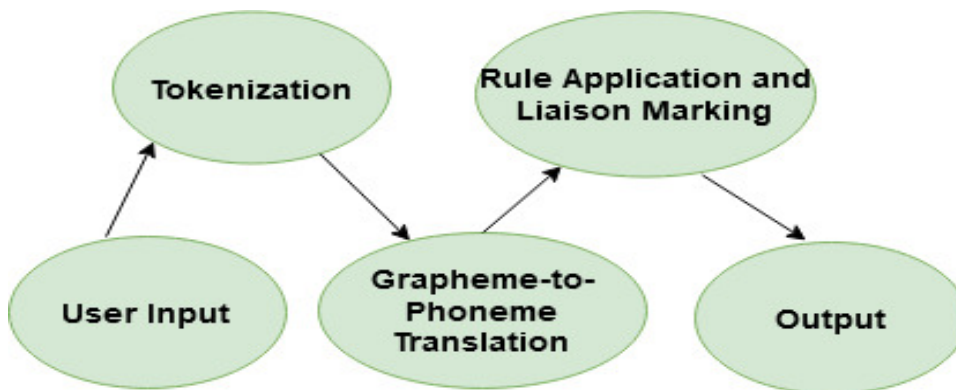 User Input
Tokenization
Grapheme-to-
Phoneme
Translation
Rule Application and
Liaison Marking
Output